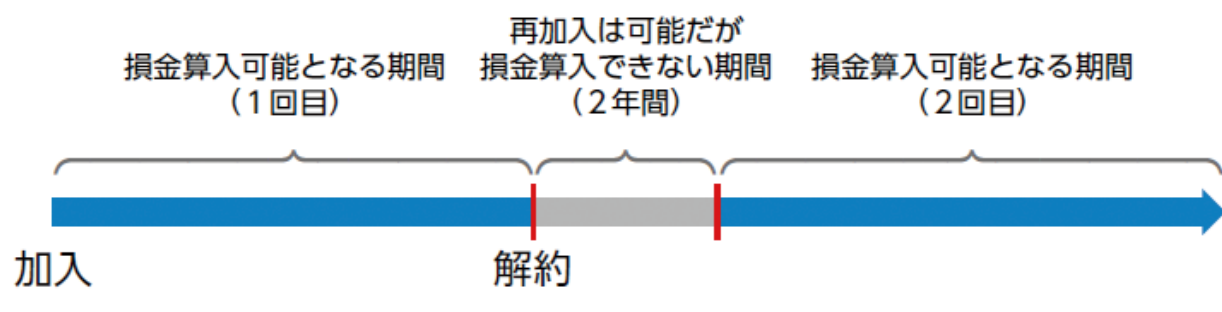 損金算入可能となる期間
（1回目）
再加入は可能だが
損金算入できない期間
（2年間）
損金算入可能となる期間
（2回目）
加入
解約